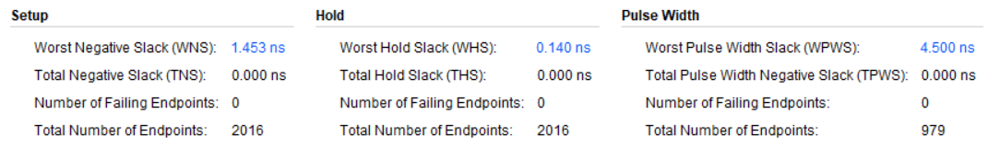 Setup Hold Pulse Width
Worst Negative Slack (WNS): 1.453 ns Worst Hold Slack (WHS): 0.140 ns Worst Pulse Width Slack (WPWS): 4.500 ns
Total Negative Slack (TNS): 0.000 ns Total Hold Slack (THS): 0.000 ns Total Pulse Width Negative Slack (TPWS): 0.000 ns
Number of Failing Endpoints: 0 Number of Failing Endpoints: 0 Number of Failing Endpoints: 0
Total Number of Endpoints: 2016 Total Number of Endpoints: 2016 Total Number of Endpoints: 979